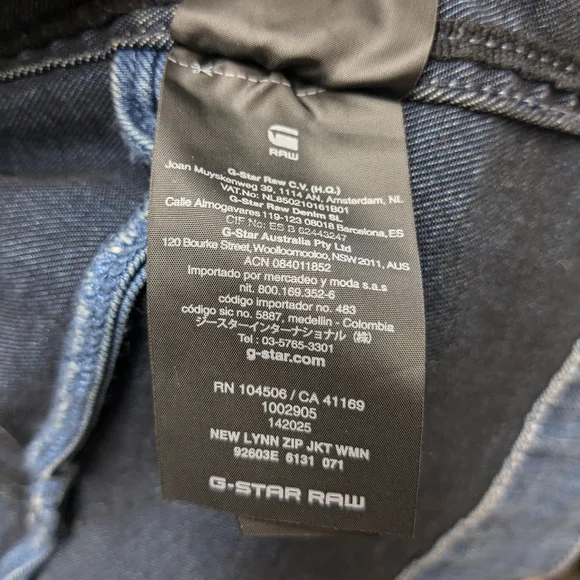 RAW
G-Star Raw C.V. (H.Q.)
Joan Muyskenweg 39, 1114 AN, Amsterdam, NL
VAT.No: NL850210161B01
G-Star Raw Denim SL
Calle Almogavares 119-123 08018 Barcelona, ES
CIF No: ES B 62443247
G-Star Australia Pty Ltd
120 Bourke Street, Woolloomooloo, NSW2011, AUS
ACN 084011852
Importado por eyedo y moda s.a.s
nit. 800.169.352-6
código importador no. 483
código sic no. 5887, medellin - Colombia
ジースターインターナショナル (株)
Tel : 03-5765-3301
g-star.com
RN 104506 / CA 41169
1002905
142025
NEW LYNN ZIP JKT WMN
92603E 6131 071
G-STAR RAW